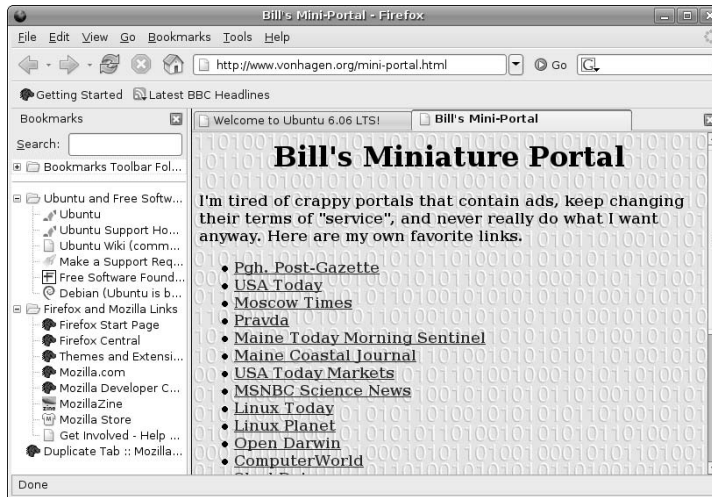 Bill's Mini-Portal - Firefox
File Edit View Go Bookmarks Tools Help
http://www.vonhagen.org/mini-portal.html Go
Getting Started Latest BBC Headlines
Bookmarks
Search:
Bookmarks Toolbar Fol...
Ubuntu and Free Softw...
Ubuntu
Ubuntu Support Ho...
Ubuntu Wiki (comm...
Make a Support Req...
Free Software Found...
Debian (Ubuntu is b...
Firefox and Mozilla Links
Firefox Start Page
Firefox Central
Themes and Extensi...
Mozilla.com
Mozilla Developer C...
MozillaZine
Mozilla Store
Get Involved - Help ...
Duplicate Tab :: Mozilla...
Welcome to Ubuntu 6.06 LTS! Bill's Mini-Portal
Bill's Miniature Portal
I'm tired of crappy portals that contain ads, keep changing
their terms of "service", and never really do what I want
anyway. Here are my own favorite links.
Pgh. Post-Gazette
USA Today
Moscow Times
Pravda
Maine Today Morning Sentinel
Maine Coastal Journal
USA Today Markets
MSNBC Science News
Linux Today
Linux Planet
Open Darwin
ComputerWorld
Done